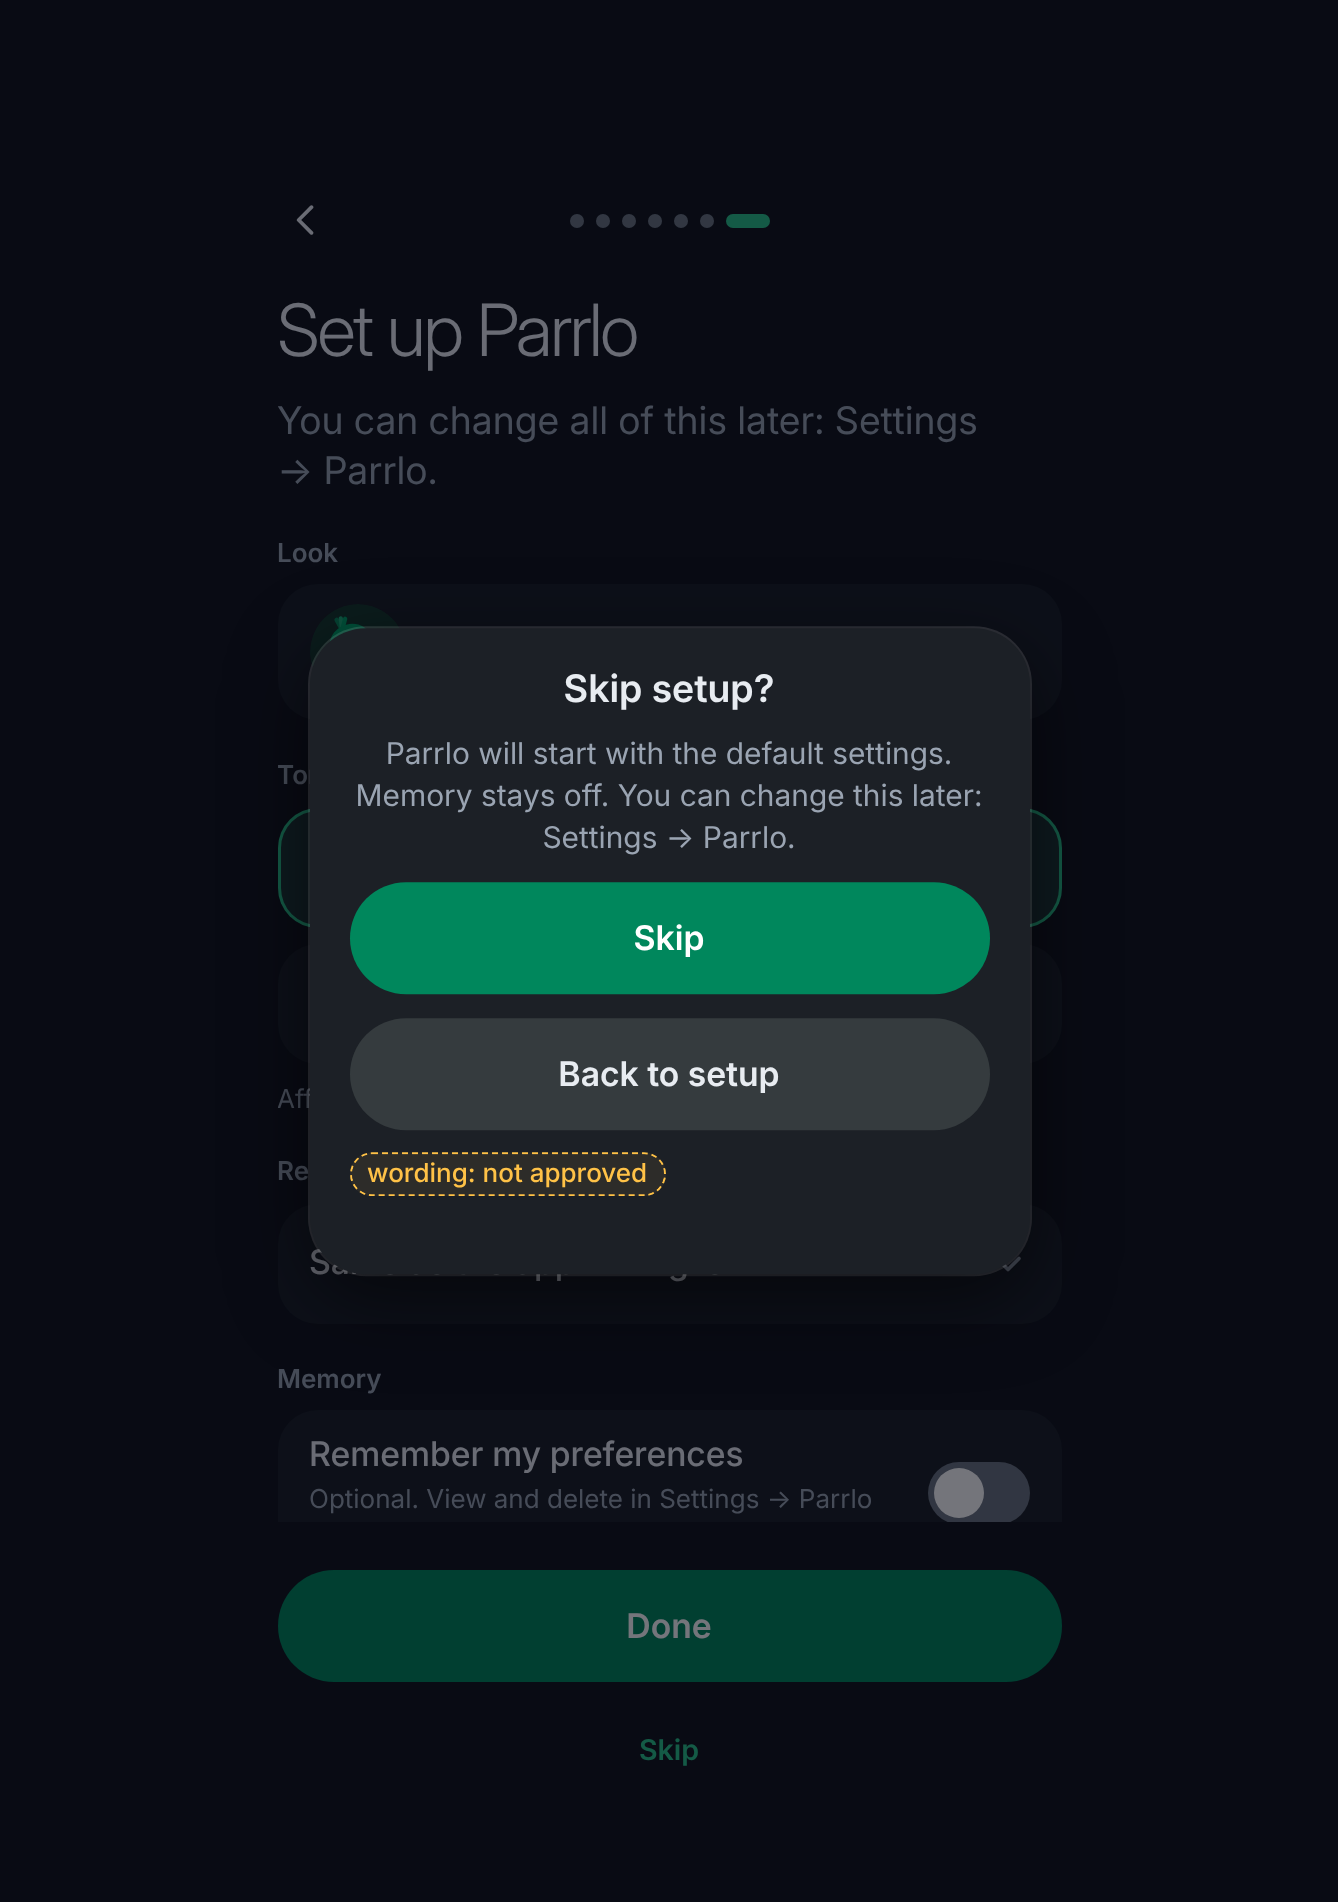 Set up Parrlo
You can change all of this later: Settings
→ Parrlo.
Look
Skip setup?
Parrlo will start with the default settings.
Memory stays off. You can change this later:
Settings → Parrlo.
Skip
Back to setup
wording: not approved
Memory
Remember my preferences
Optional. View and delete in Settings → Parrlo
Done
Skip